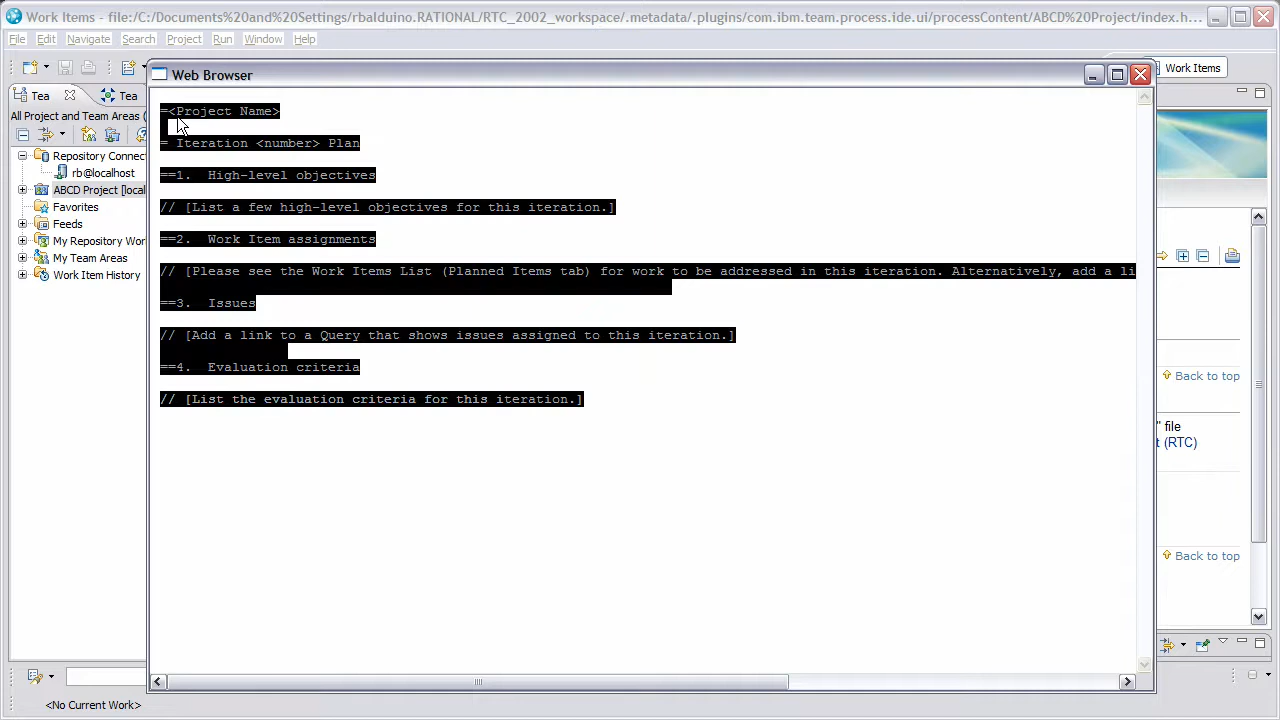 Work Items - file:/C:/Documents%20and%20Settings/rbalduino.RATIONAL/RTC_2002_workspace/.metadata/.plugins/com.ibm.team.process.ide.ui/processContent/ABCD%20Project/index.h...
File Edit Navigate Search Project Run Window Help
Work Items
Web Browser
Tea Tea
All Project and Team Areas (
Repository Connec
rb@localhost
ABCD Project [local
Favorites
Feeds
My Repository Wor
My Team Areas
Work Item History
=<Project Name>
= Iteration <number> Plan
==1. High-level objectives
// [List a few high-level objectives for this iteration.]
==2. Work Item assignments
// [Please see the Work Items List (Planned Items tab) for work to be addressed in this iteration. Alternatively, add a li
==3. Issues
// [Add a link to a Query that shows issues assigned to this iteration.]
==4. Evaluation criteria
// [List the evaluation criteria for this iteration.]
Back to top
" file
t (RTC)
Back to top
<No Current Work>